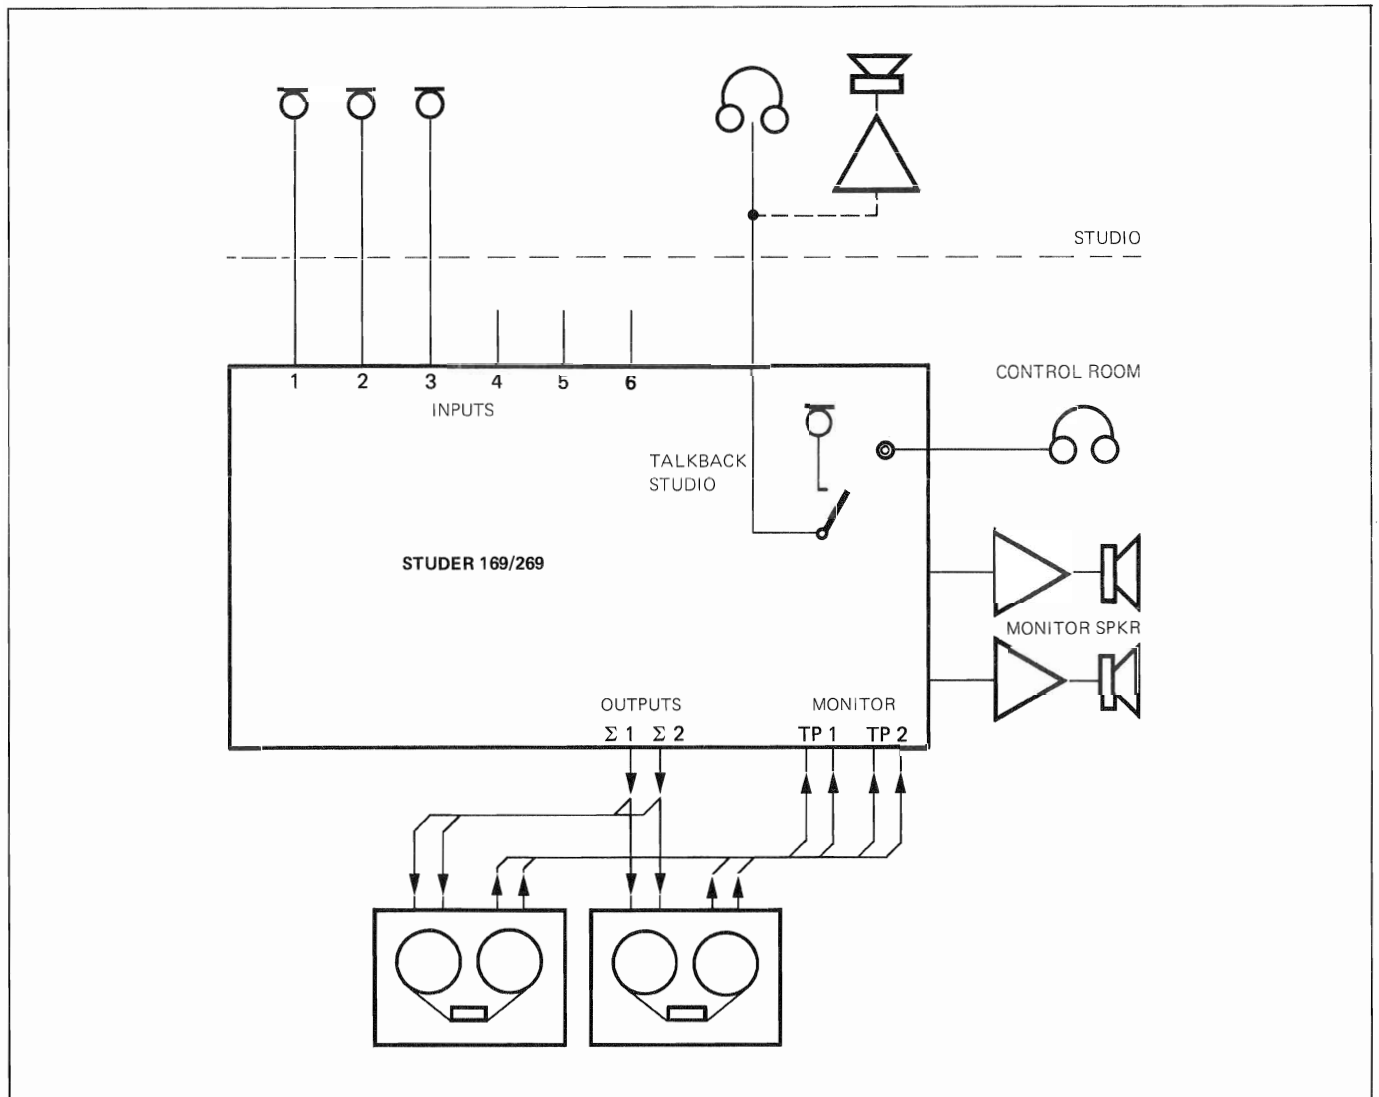 STUDIO
CONTROL ROOM
1 2 3 4 5 6
INPUTS
TALKBACK
STUDIO
STUDER 169/269
MONITOR SPKR
OUTPUTS MONITOR
Σ 1 Σ 2 TP 1 TP 2